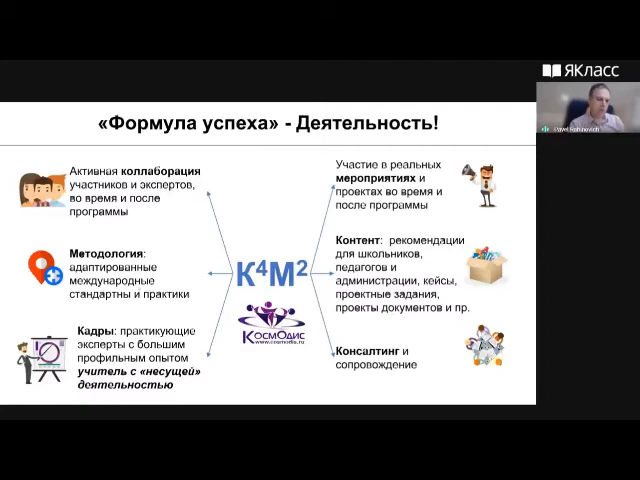 ЯКласс
Pavel Rabinovich
«Формула успеха» - Деятельность!
Активная коллаборация
участников и экспертов,
во время и после
программы
Методология:
адаптированные
международные
стандартны и практики
Кадры: практикующие
эксперты с большим
профильным опытом
учитель с «несущей»
деятельностью
К⁴М²
КосмОдис
www.cosmodis.ru
Участие в реальных
мероприятиях и
проектах во время и
после программы
Контент: рекомендации
для школьников,
педагогов и
администрации, кейсы,
проектные задания,
проекты документов и пр.
Консалтинг и
сопровождение